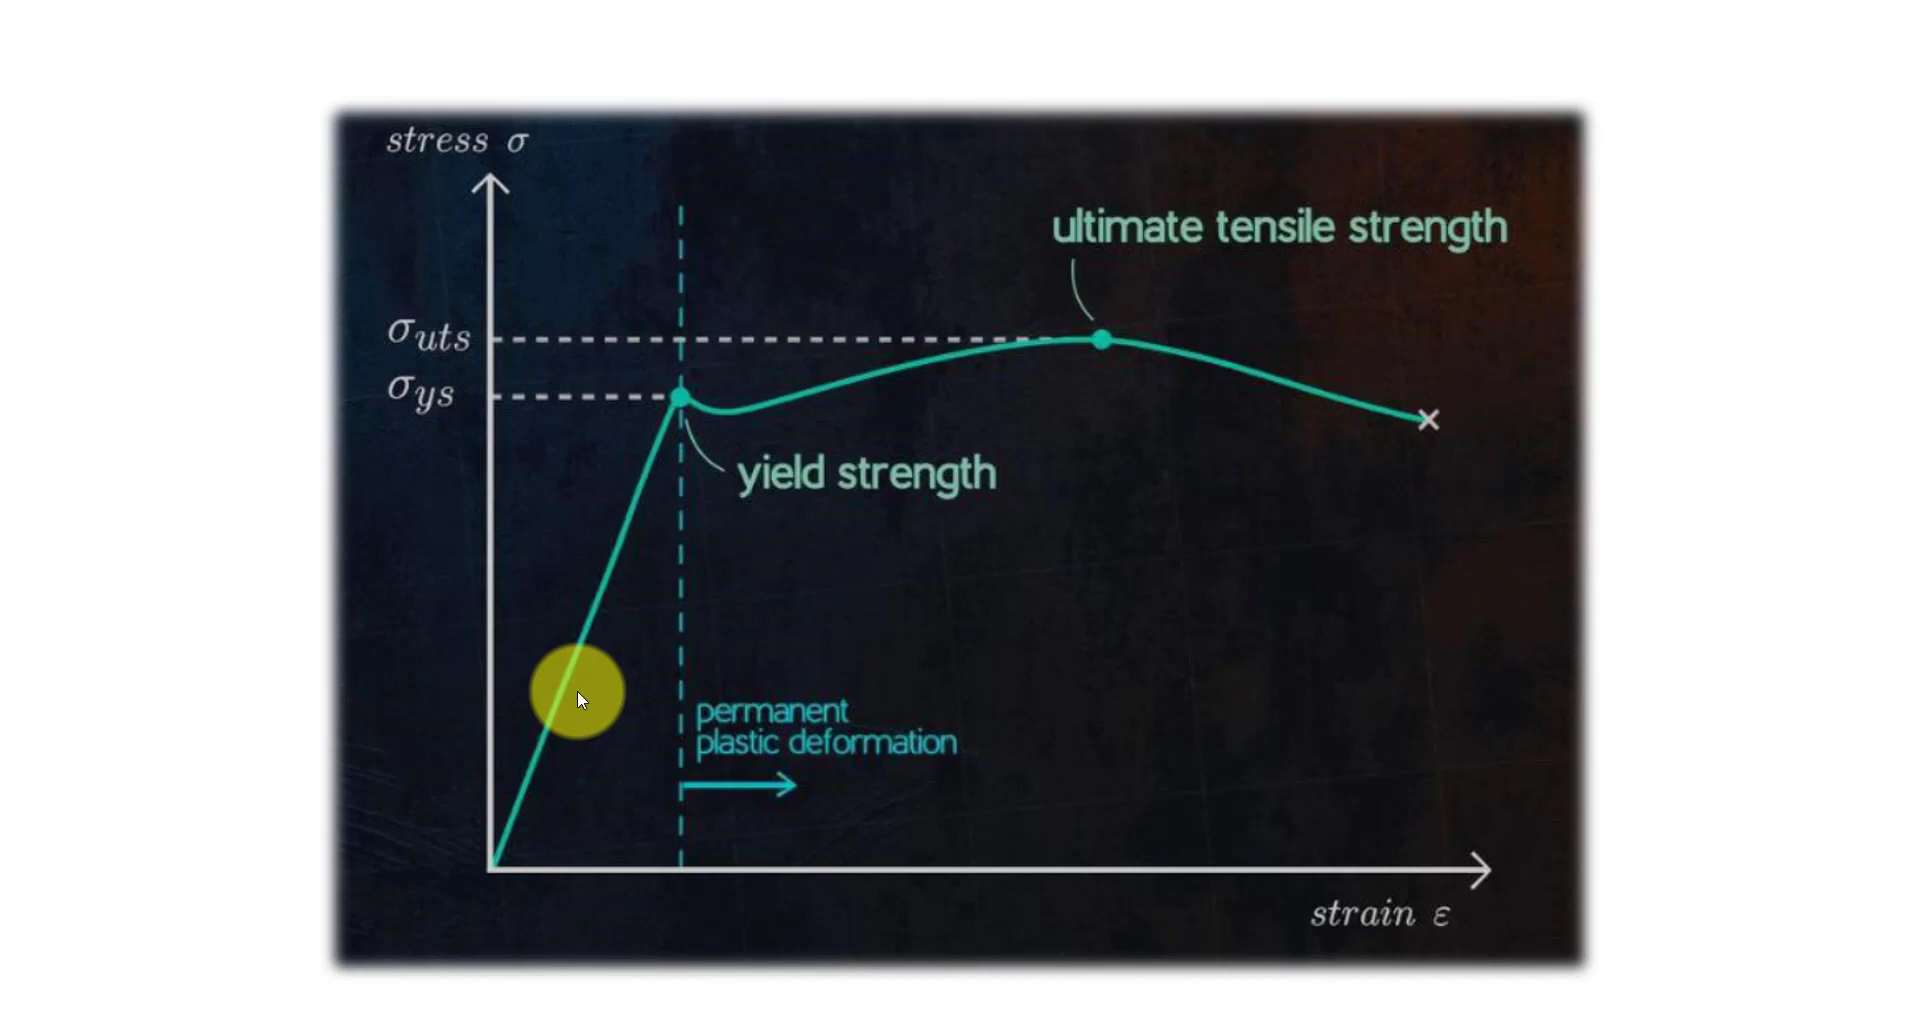 stress σ
ultimate tensile strength
σuts
σys
yield strength
permanent
plastic deformation
strain ε